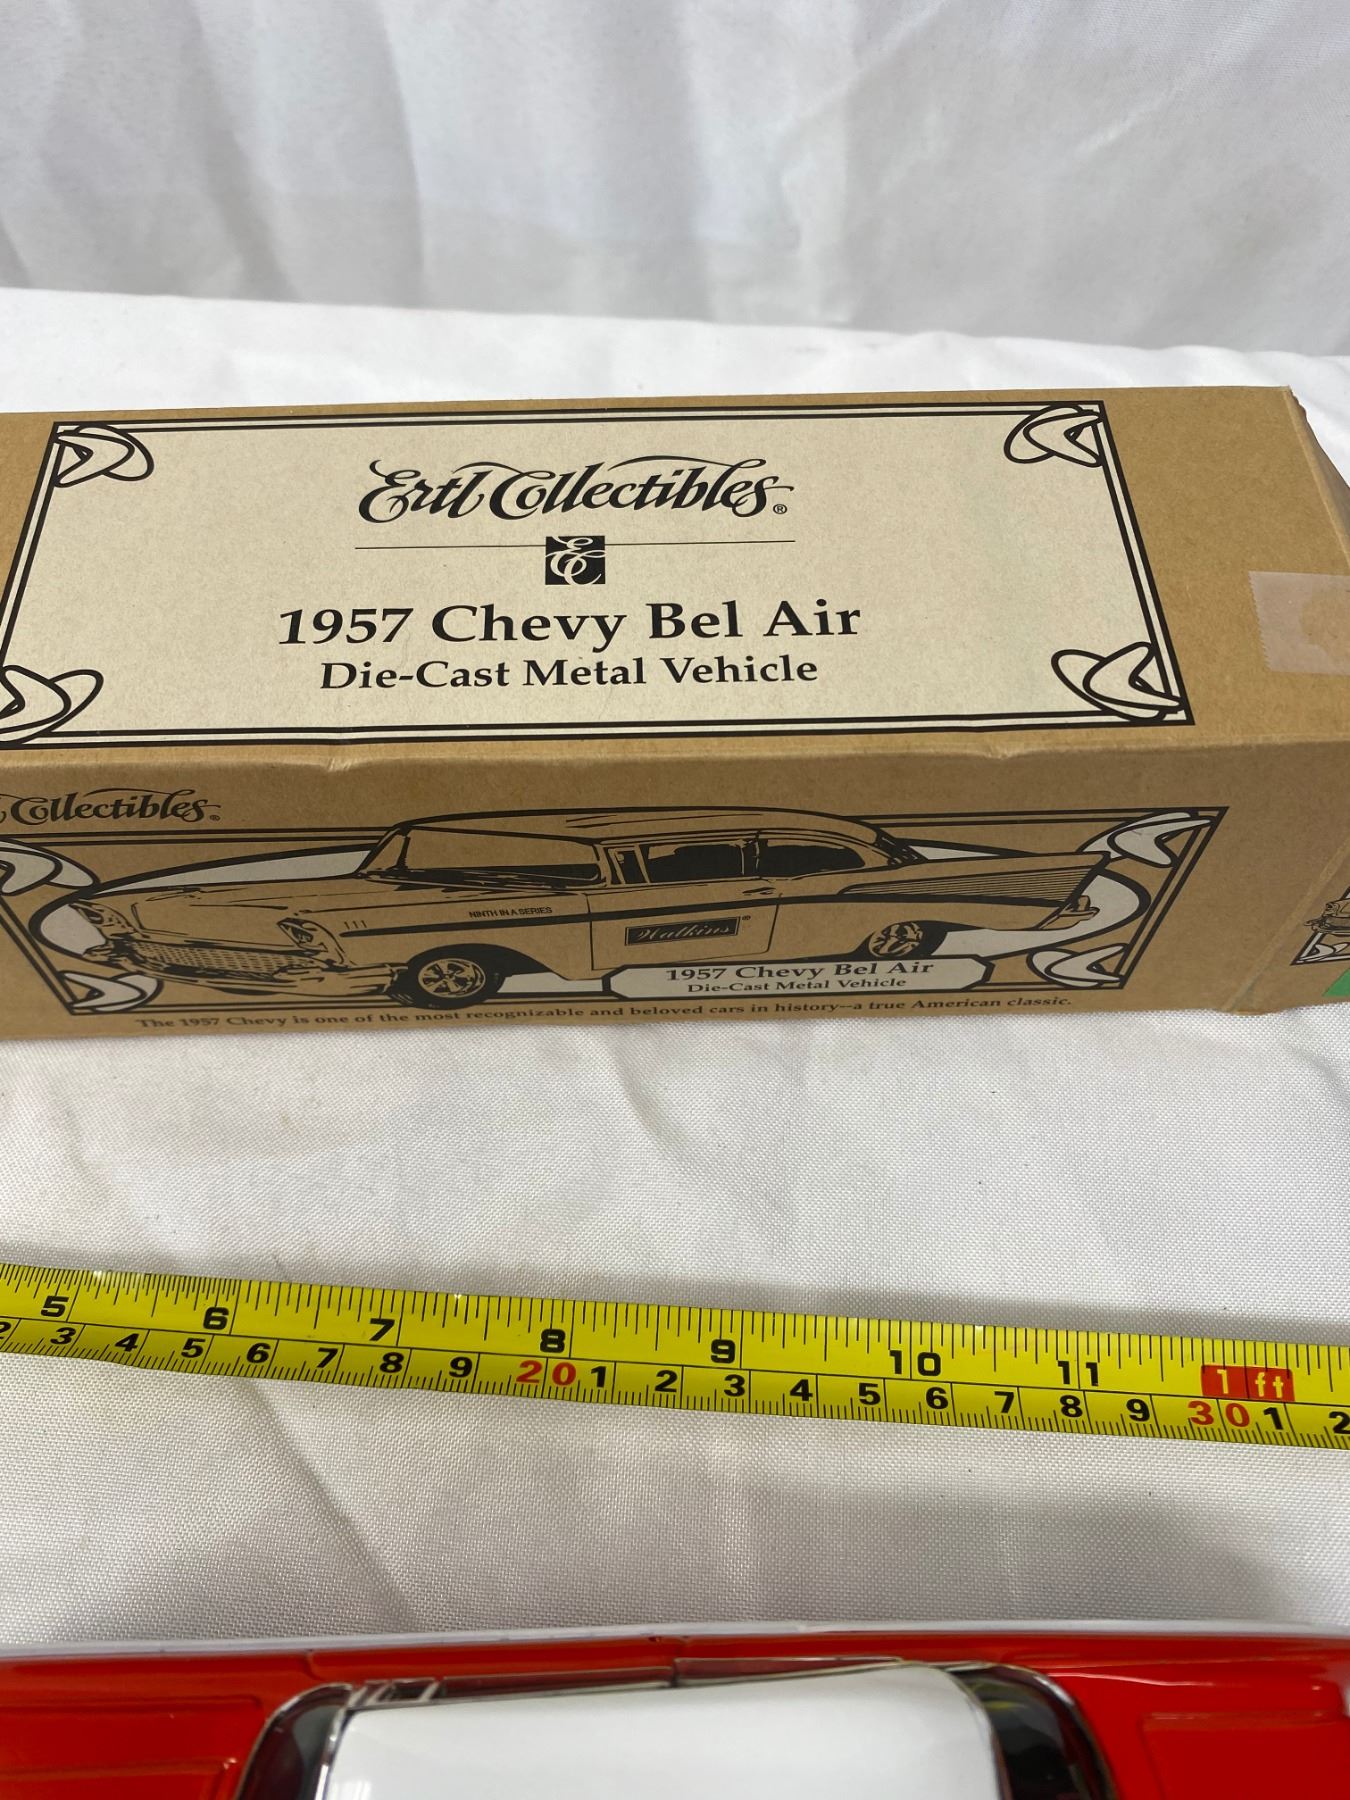 Ertl Collectibles®
EC
1957 Chevy Bel Air
Die-Cast Metal Vehicle
Collectibles®
NINTH IN A SERIES
Watkins®
1957 Chevy Bel Air
Die-Cast Metal Vehicle
The 1957 Chevy is one of the most recognizable and beloved cars in history--a true American classic.
5 6 7 8 9 10 11 1 ft
2 3 4 5 6 7 8 9 20 1 2 3 4 5 6 7 8 9 30 1 2